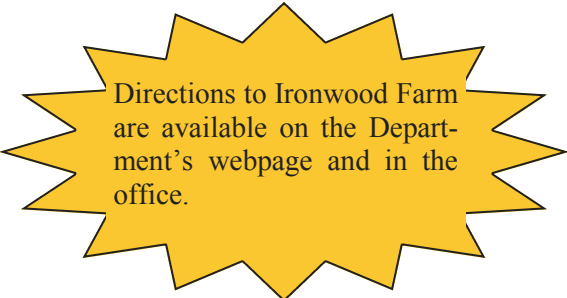 Directions to Ironwood Farm
are available on the Depart-
ment's webpage and in the
office.